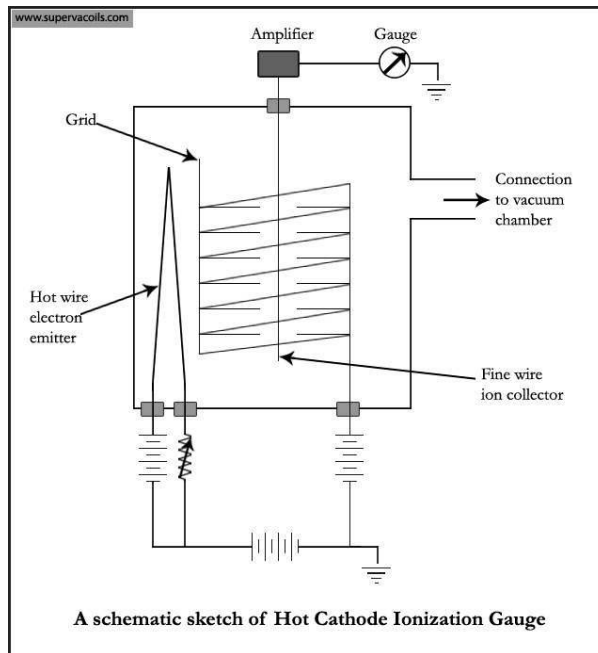 www.supervacoils.com
Amplifier
Gauge
Grid
Connection
to vacuum
chamber
Hot wire
electron
emitter
Fine wire
ion collector
A schematic sketch of Hot Cathode Ionization Gauge